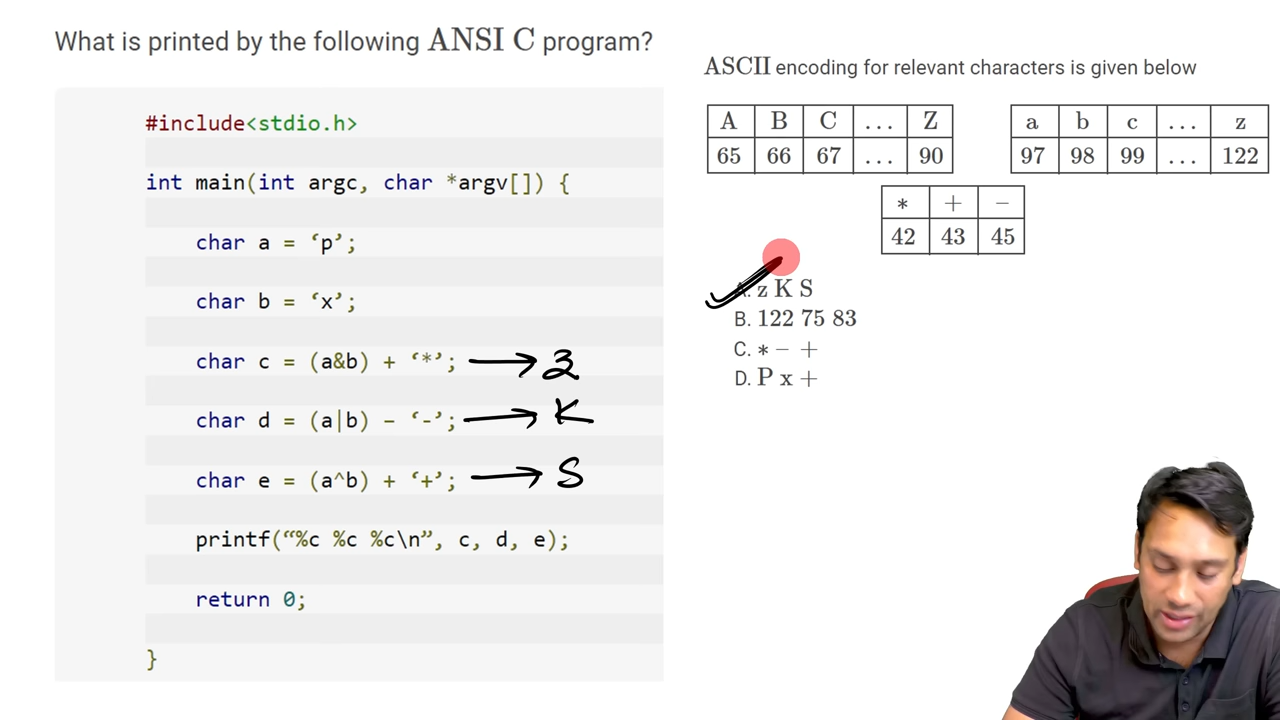 What is printed by the following ANSI C program?
#include<stdio.h>
int main(int argc, char *argv[]) {
char a = ‘p’;
char b = ‘x’;
char c = (a&b) + ‘*’; → z
char d = (a|b) − ‘-’; → K
char e = (a^b) + ‘+’; → S
printf(“%c %c %c\n”, c, d, e);
return 0;
}
ASCII encoding for relevant characters is given below
A B C ... Z
65 66 67 ... 90
a b c ... z
97 98 99 ... 122
* + −
42 43 45
A. z K S
B. 122 75 83
C. * − +
D. P x +